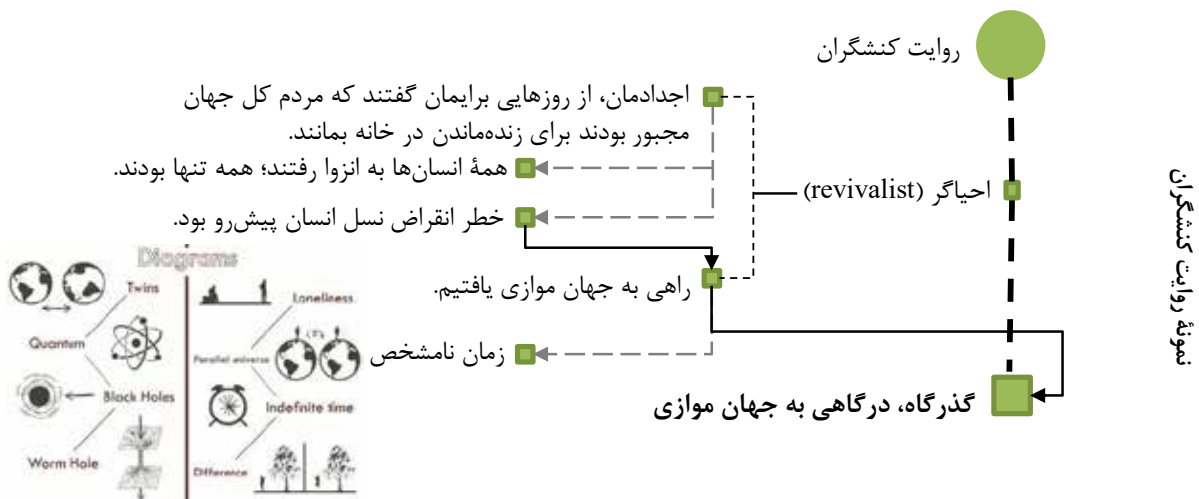 روایت کنشگران
اجدادمان، از روزهایی برایمان گفتند که مردم کل جهان
مجبور بودند برای زنده‌ماندن در خانه بمانند.
همهٔ انسان‌ها به انزوا رفتند؛ همه تنها بودند.
احیاگر (revivalist)
خطر انقراض نسل انسان پیش‌رو بود.
راهی به جهان موازی یافتیم.
زمان نامشخص
گذرگاه، درگاهی به جهان موازی
نمونهٔ روایت کنشگران
Diagrams
Twins
Quantum
Black Holes
Worm Hole
Loneliness
Parallel universe
Indefinite time
Difference